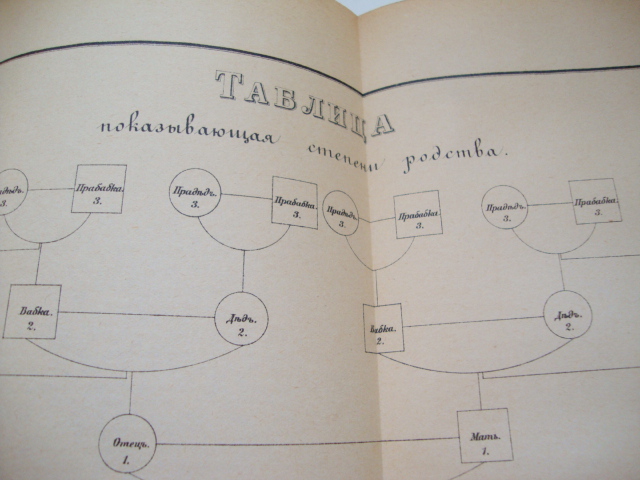 ТАБЛИЦА
показывающая степени родства.
Прадѣдъ. Прабабка. Прадѣдъ. Прабабка. Прадѣдъ. Прабабка. Прадѣдъ. Прабабка.
3. 3. 3. 3. 3. 3. 3. 3.
Бабка. Дѣдъ. Бабка. Дѣдъ.
2. 2. 2. 2.
Отецъ. Мать.
1. 1.